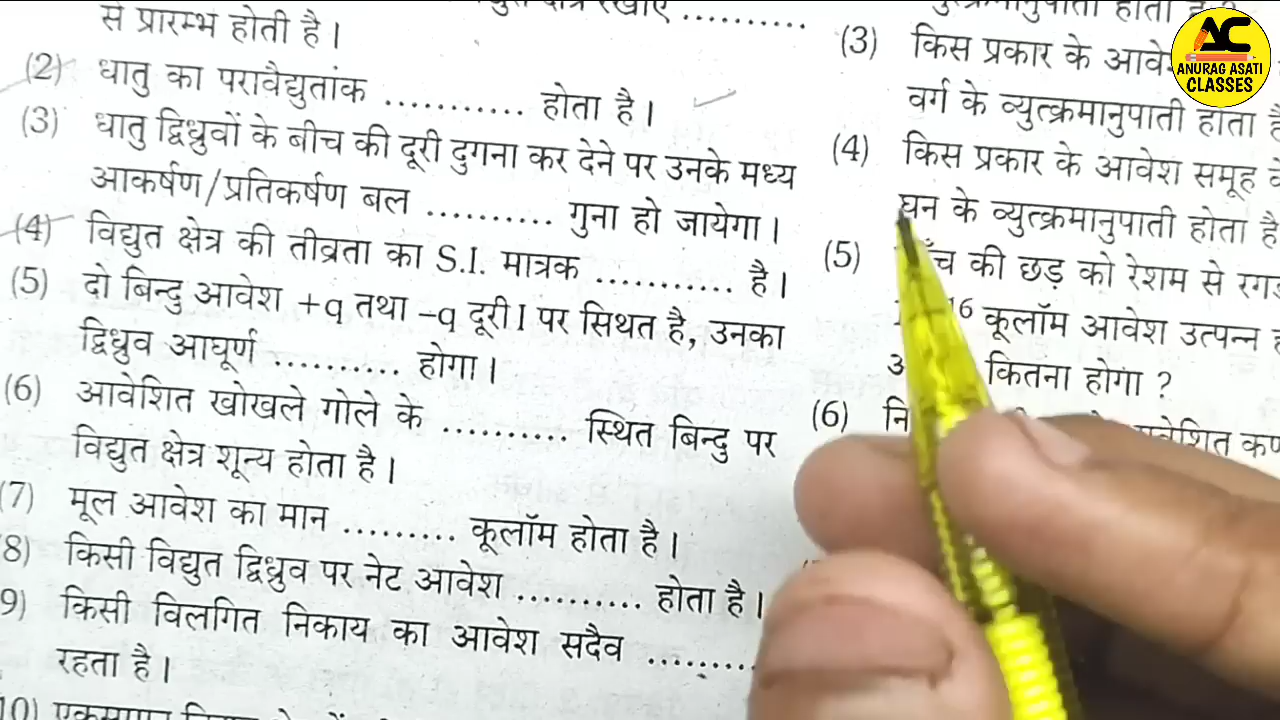 से प्रारम्भ होती है।
(2) धातु का परावैद्युतांक ............ होता है।
(3) धातु द्विध्रुवों के बीच की दूरी दुगना कर देने पर उनके मध्य
आकर्षण/प्रतिकर्षण बल .......... गुना हो जायेगा।
(4) विद्युत क्षेत्र की तीव्रता का S.I. मात्रक ............ है।
(5) दो बिन्दु आवेश +q तथा –q दूरी l पर सिथत है, उनका
द्विध्रुव आघूर्ण .......... होगा।
(6) आवेशित खोखले गोले के .......... स्थित बिन्दु पर
विद्युत क्षेत्र शून्य होता है।
(7) मूल आवेश का मान ......... कूलॉम होता है।
8) किसी विद्युत द्विध्रुव पर नेट आवेश .......... होता है।
9) किसी विलगित निकाय का आवेश सदैव .........
रहता है।
(3) किस प्रकार के
वर्ग के व्युत्क्रमानुपाती होता है
(4) किस प्रकार के आवेश समूह के
घन के व्युत्क्रमानुपाती होता है
(5) की छड़ को रेशम से
16 कूलॉम आवेश उत्पन्न
कितना होगा ?
(6)
AC
ANURAG ASATI
CLASSES